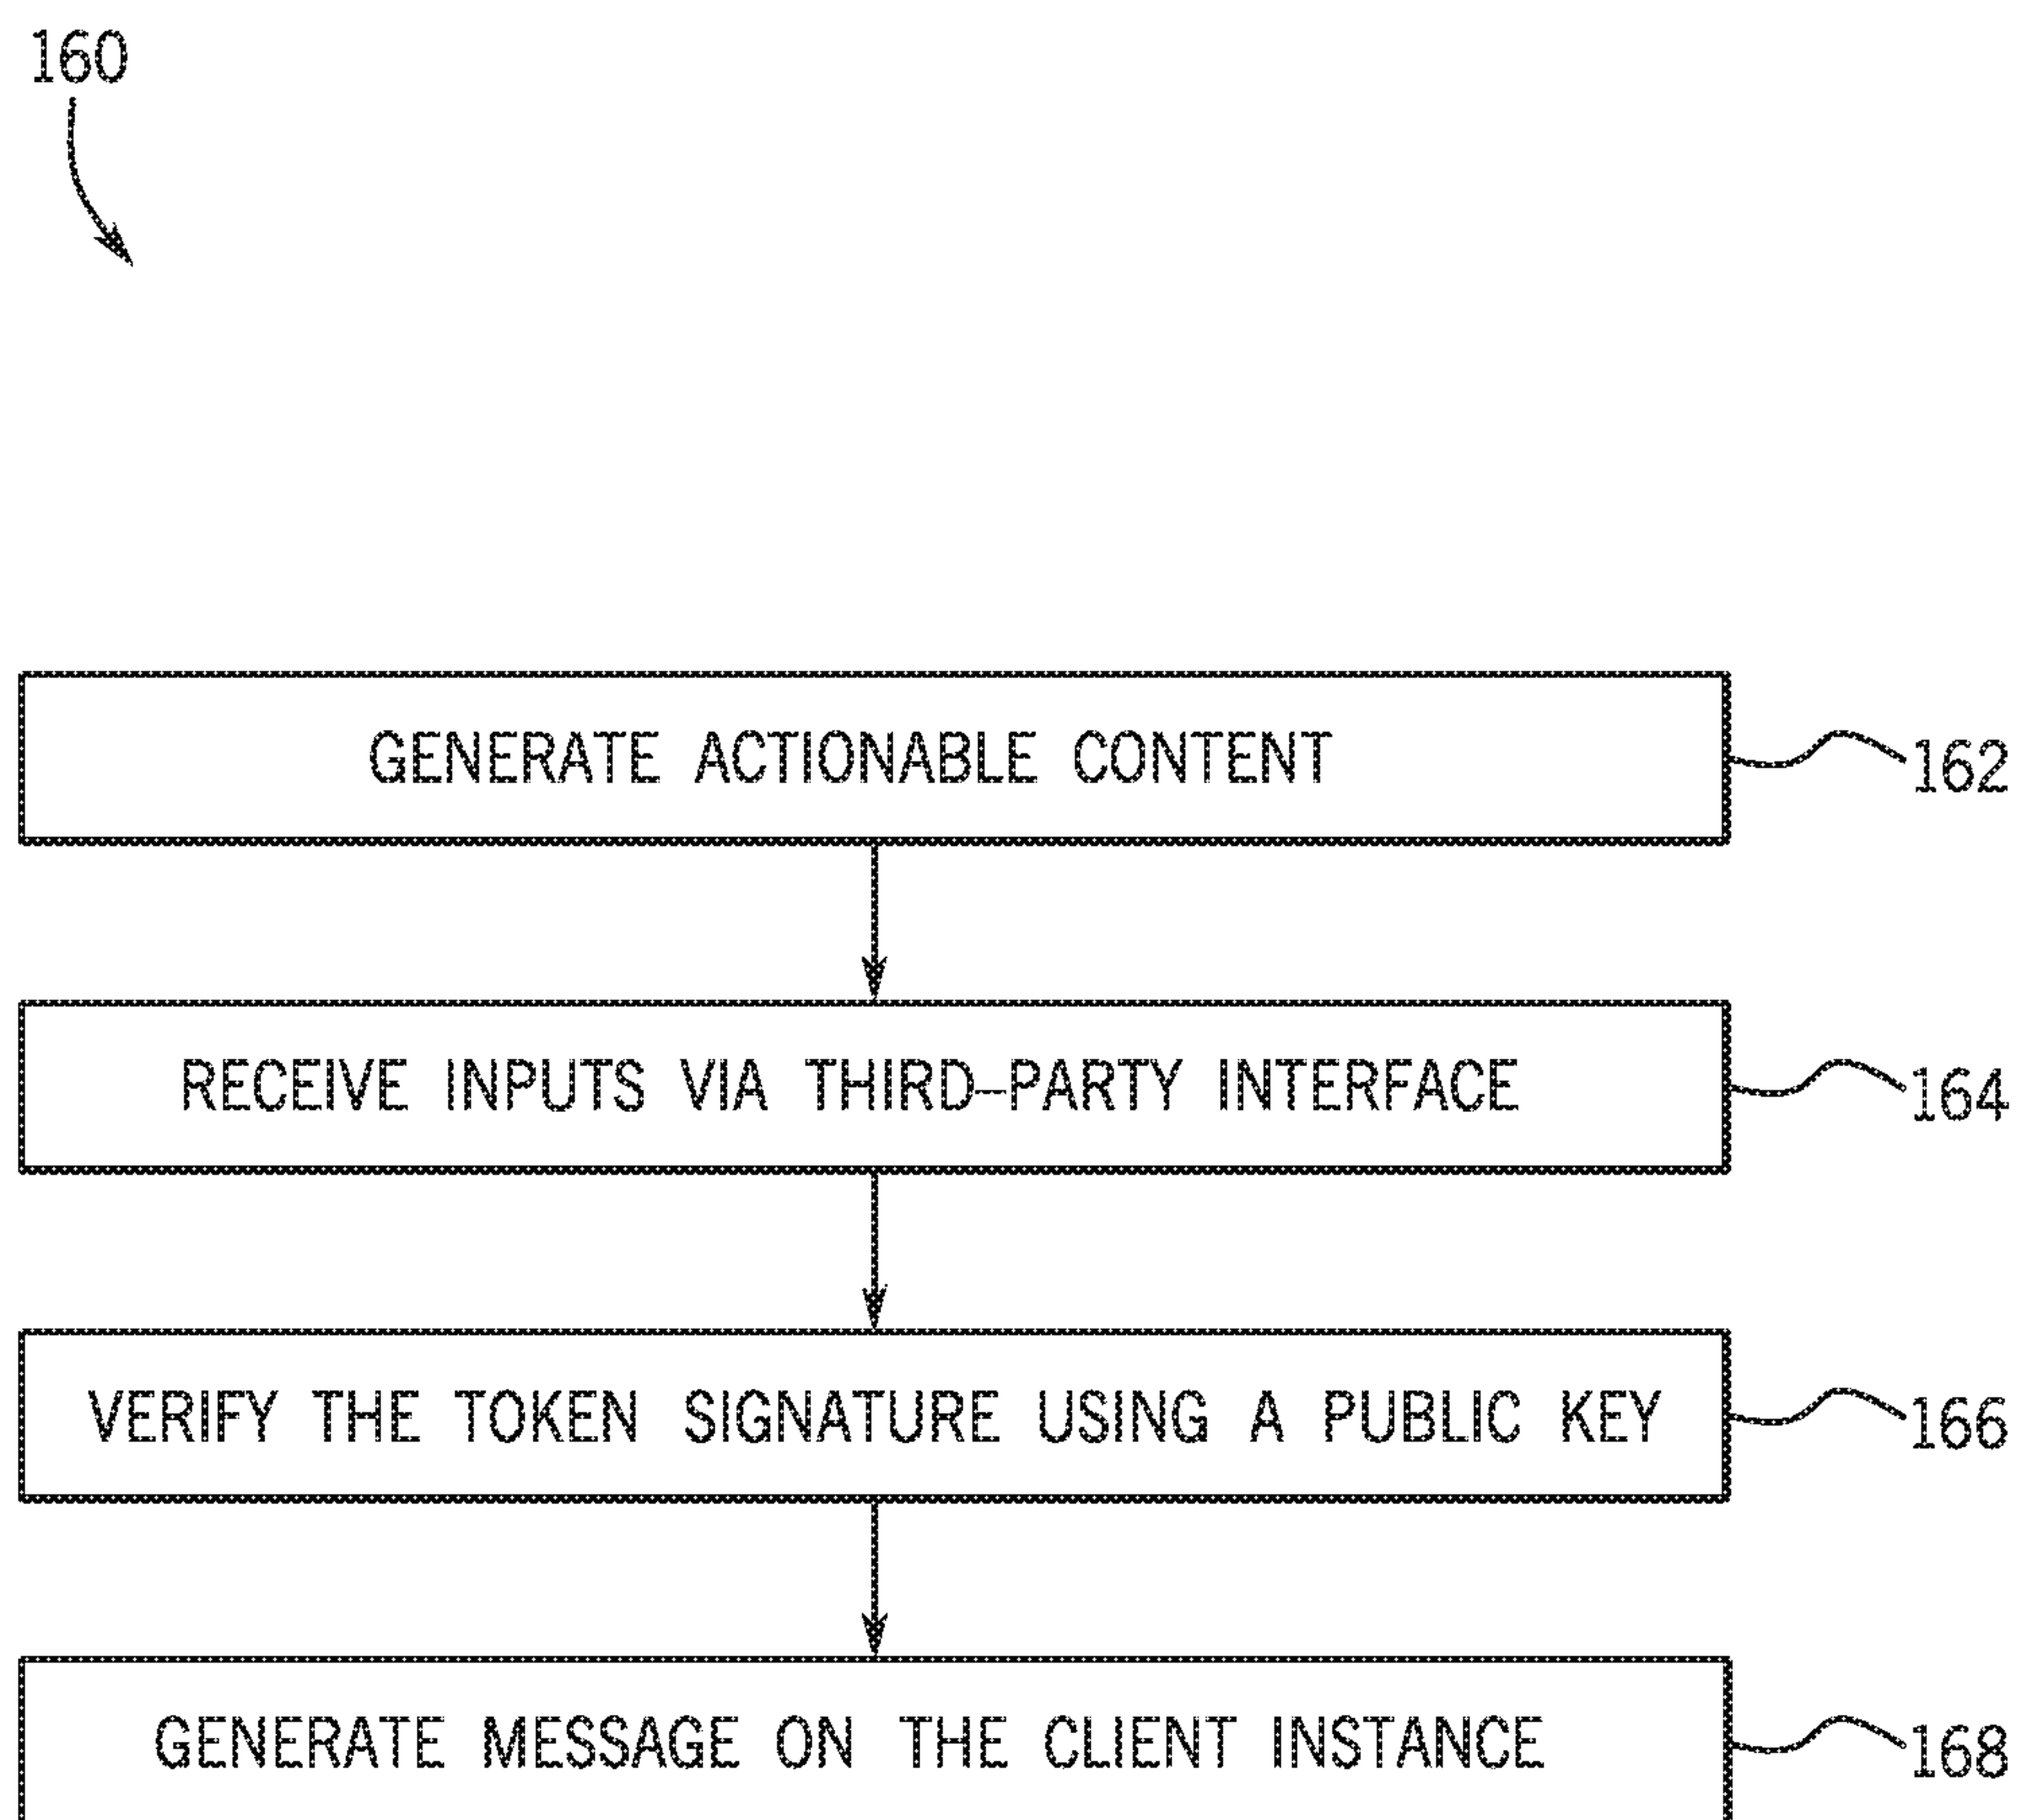 160
GENERATE ACTIONABLE CONTENT
162
RECEIVE INPUTS VIA THIRD-PARTY INTERFACE
164
VERIFY THE TOKEN SIGNATURE USING A PUBLIC KEY
166
GENERATE MESSAGE ON THE CLIENT INSTANCE
168